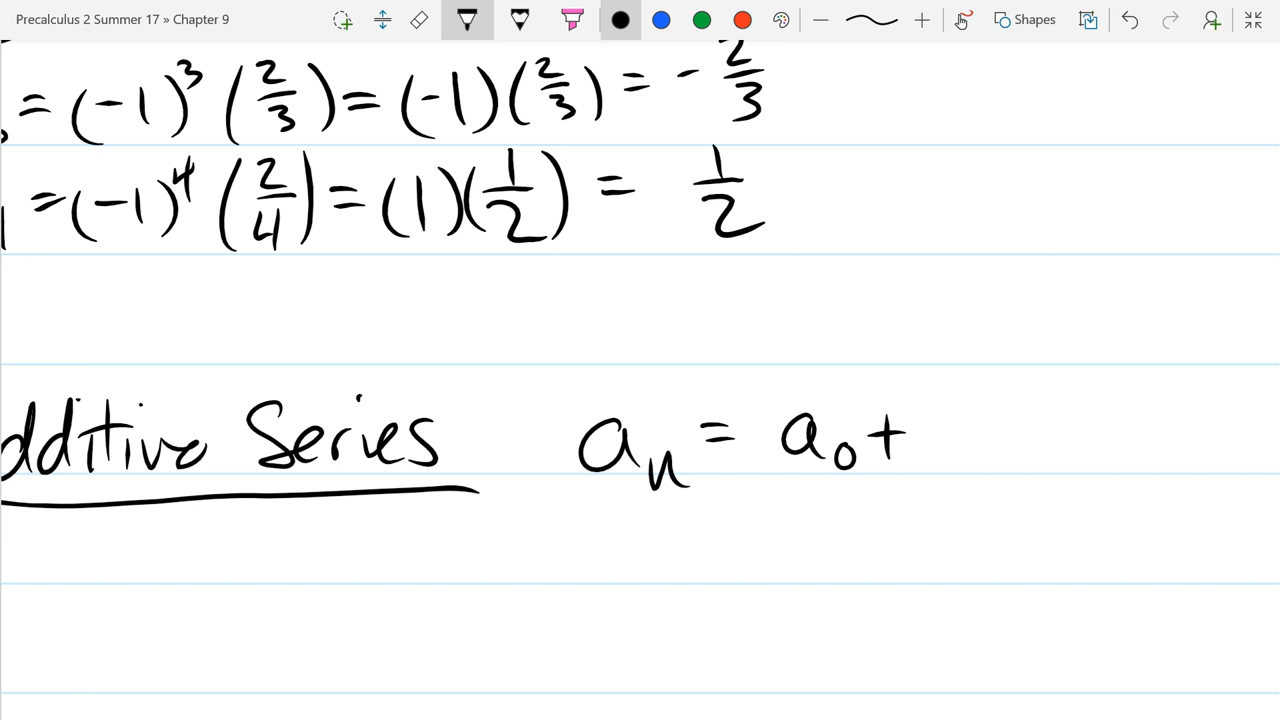 Precalculus 2 Summer 17 » Chapter 9
Shapes
= (-1)³ (2/3) = (-1)(2/3) = - 2/3
= (-1)⁴ (2/4) = (1)(1/2) = 1/2
dditive Series aₙ = a₀ +